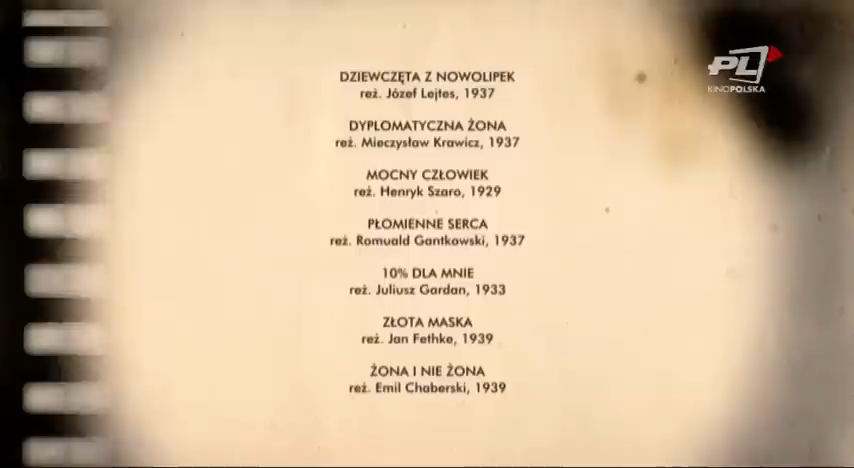 PL
KINOPOLSKA
DZIEWCZĘTA Z NOWOLIPEK
reż. Józef Lejtes, 1937
DYPLOMATYCZNA ŻONA
reż. Mieczysław Krawicz, 1937
MOCNY CZŁOWIEK
reż. Henryk Szaro, 1929
PŁOMIENNE SERCA
reż. Romuald Gantkowski, 1937
10% DLA MNIE
reż. Juliusz Gardan, 1933
ZŁOTA MASKA
reż. Jan Fethke, 1939
ŻONA I NIE ŻONA
reż. Emil Chaberski, 1939